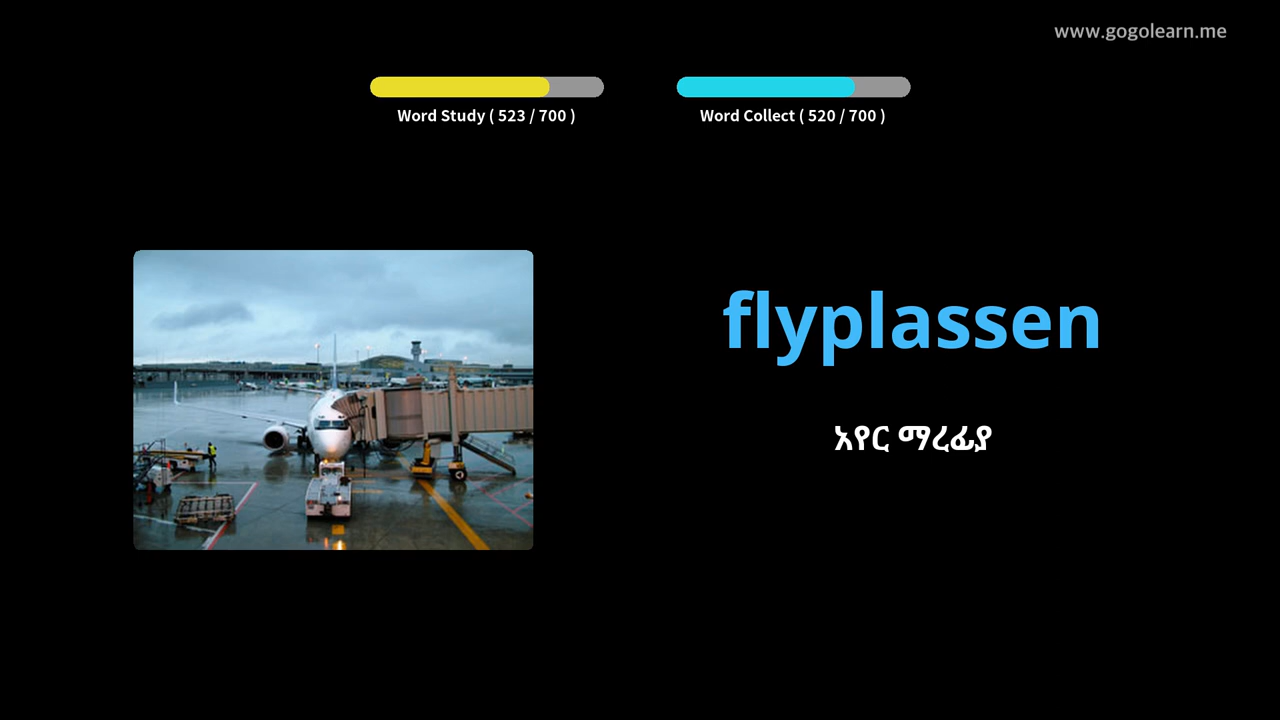 www.gogolearn.me
Word Study ( 523 / 700 )
Word Collect ( 520 / 700 )
flyplassen
አየር ማረፊያ